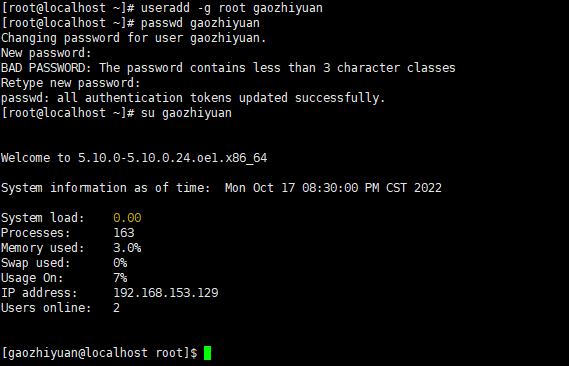 [root@localhost ~]# useradd -g root gaozhiyuan
[root@localhost ~]# passwd gaozhiyuan
Changing password for user gaozhiyuan.
New password:
BAD PASSWORD: The password contains less than 3 character classes
Retype new password:
passwd: all authentication tokens updated successfully.
[root@localhost ~]# su gaozhiyuan
Welcome to 5.10.0-5.10.0.24.oe1.x86_64
System information as of time:  Mon Oct 17 08:30:00 PM CST 2022
System load:    0.00
Processes:      163
Memory used:    3.0%
Swap used:      0%
Usage On:       7%
IP address:     192.168.153.129
Users online:   2
[gaozhiyuan@localhost root]$